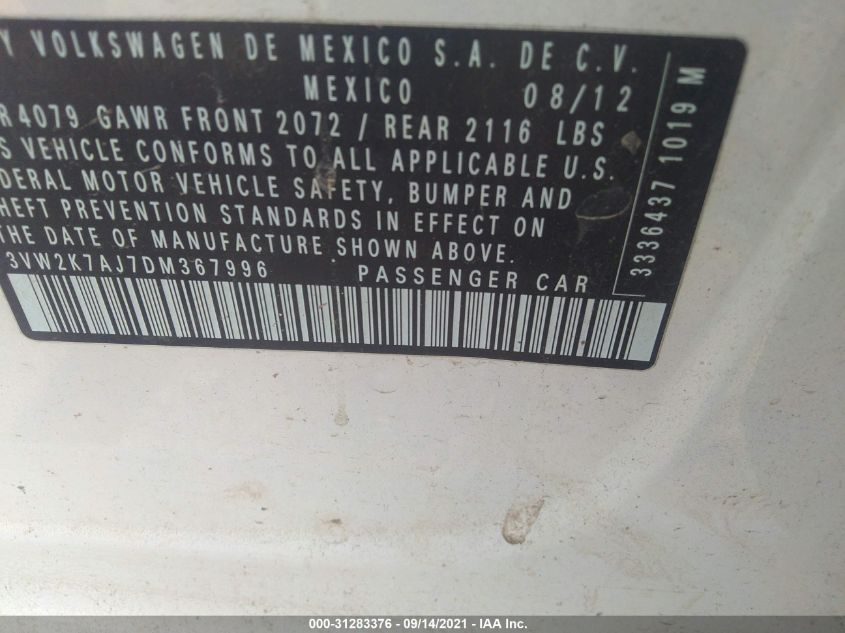 Y VOLKSWAGEN DE MEXICO S.A. DE C.V.
MEXICO 08/12
R 4079 GAWR FRONT 2072 / REAR 2116 LBS
S VEHICLE CONFORMS TO ALL APPLICABLE U.S.
DERAL MOTOR VEHICLE SAFETY, BUMPER AND
HEFT PREVENTION STANDARDS IN EFFECT ON
THE DATE OF MANUFACTURE SHOWN ABOVE.
3VW2K7AJ7DM367996 PASSENGER CAR
3336437 1019 M
000-31283376 - 09/14/2021 - IAA Inc.